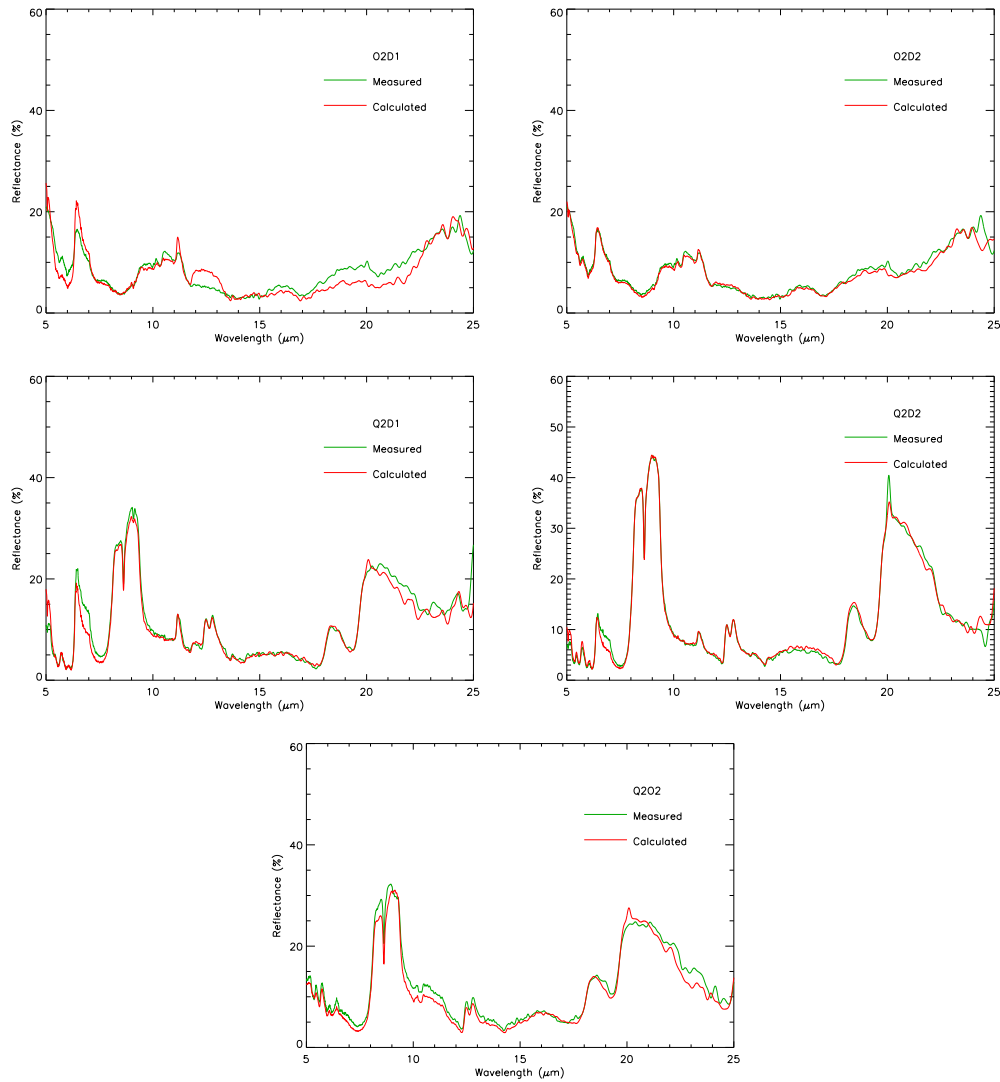 60
40
20
0
Reflectance (%)
O2D1
Measured
Calculated
5 10 15 20 25
Wavelength (μm)
60
40
20
0
Reflectance (%)
O2D2
Measured
Calculated
5 10 15 20 25
Wavelength (μm)
60
40
20
0
Reflectance (%)
Q2D1
Measured
Calculated
5 10 15 20 25
Wavelength (μm)
60
50
40
30
20
10
0
Reflectance (%)
Q2D2
Measured
Calculated
5 10 15 20 25
Wavelength (μm)
60
40
20
0
Reflectance (%)
Q2O2
Measured
Calculated
5 10 15 20 25
Wavelength (μm)